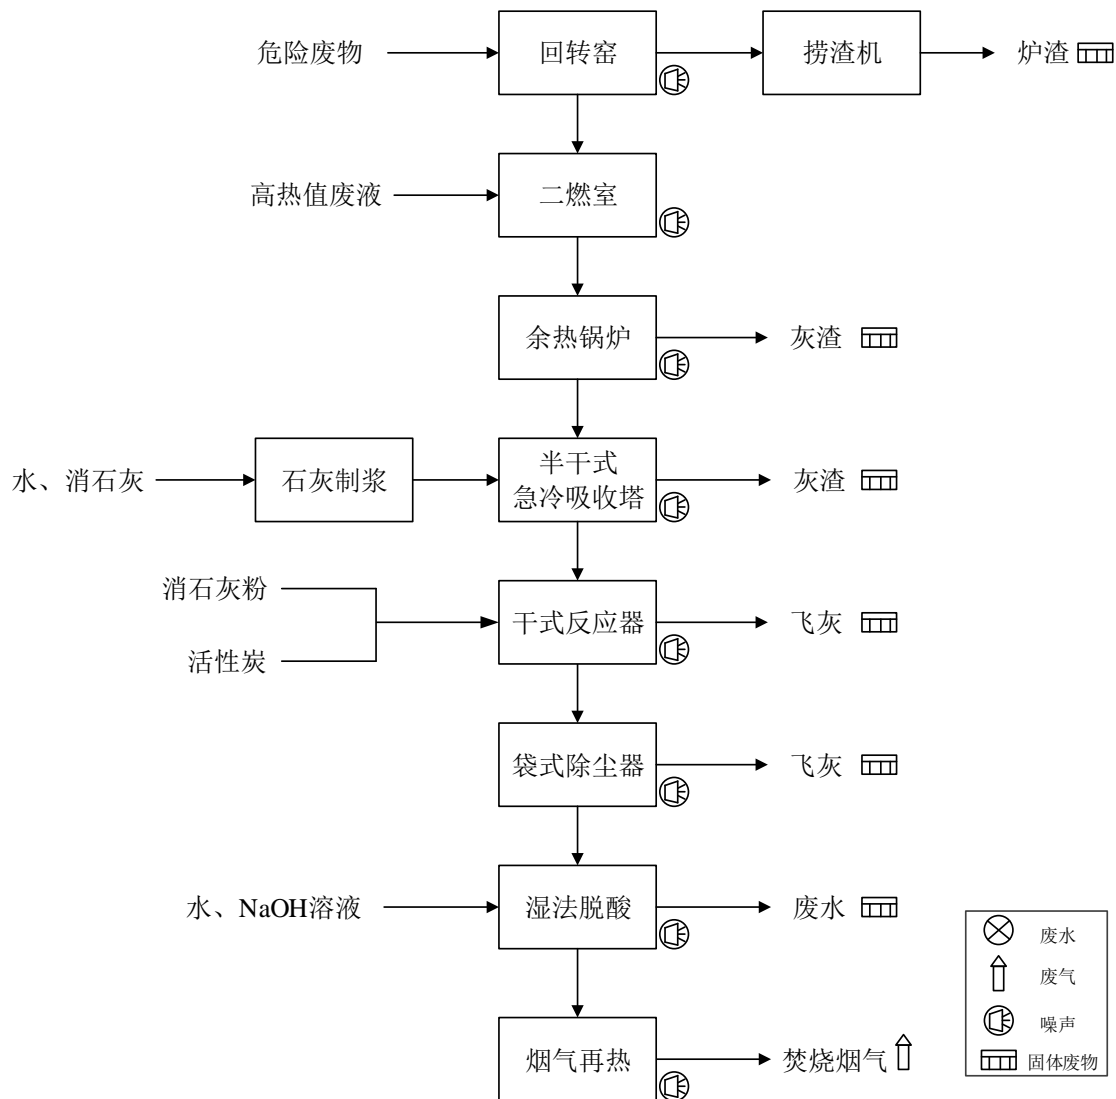 危险废物
回转窑
捞渣机
炉渣
高热值废液
二燃室
余热锅炉
灰渣
水、消石灰
石灰制浆
半干式
急冷吸收塔
灰渣
消石灰粉
活性炭
干式反应器
飞灰
袋式除尘器
飞灰
水、NaOH溶液
湿法脱酸
废水
烟气再热
焚烧烟气
废水
废气
噪声
固体废物